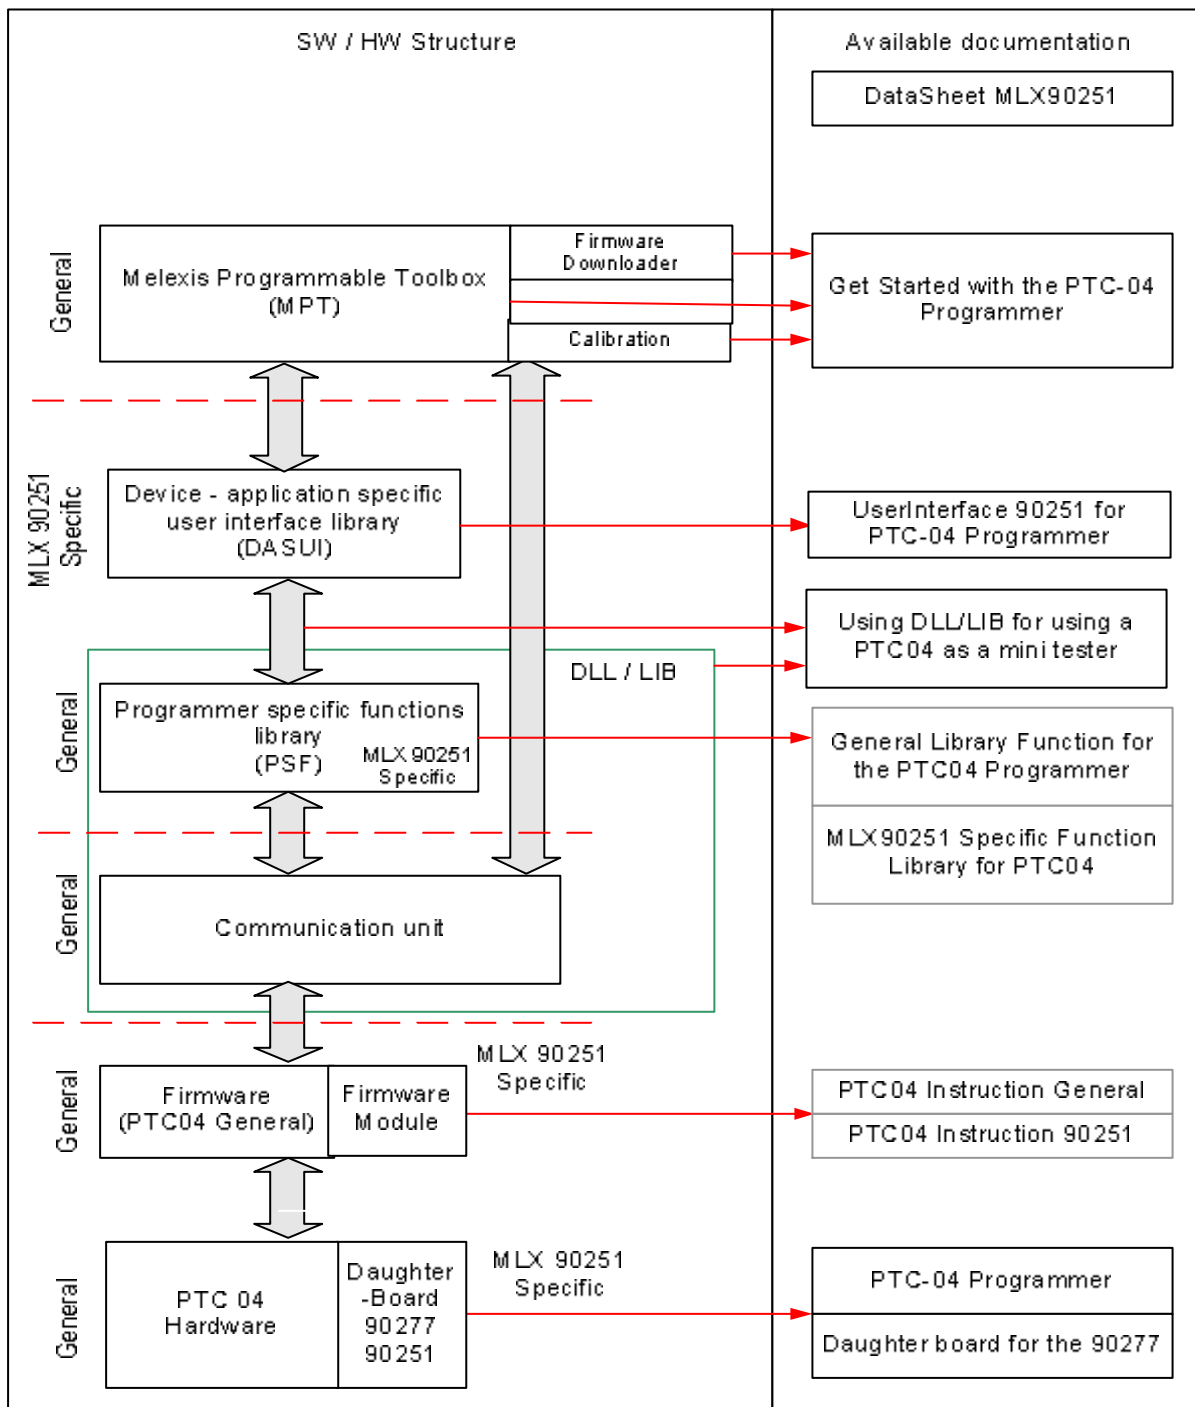 SW / HW Structure
Available documentation
DataSheet MLX90251
General
Melexis Programmable Toolbox
(MPT)
Firmware
Downloader
Calibration
Get Started with the PTC-04
Programmer
MLX 90251
Specific
Device - application specific
user interface library
(DASUI)
UserInterface 90251 for
PTC-04 Programmer
Using DLL/LIB for using a
PTC04 as a mini tester
DLL / LIB
General
Programmer specific functions
library
(PSF)
MLX 90251
Specific
General Library Function for
the PTC04 Programmer
MLX90251 Specific Function
Library for PTC04
General
Communication unit
MLX 90251
Specific
General
Firmware
(PTC04 General)
Firmware
Module
PTC04 Instruction General
PTC04 Instruction 90251
MLX 90251
Specific
General
PTC 04
Hardware
Daughter
-Board
90277
90251
PTC-04 Programmer
Daughter board for the 90277